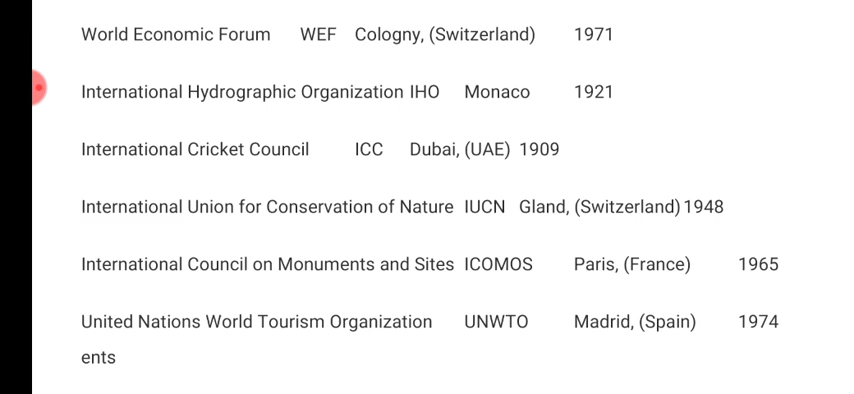 World Economic Forum WEF Cologny, (Switzerland) 1971
International Hydrographic Organization IHO Monaco 1921
International Cricket Council ICC Dubai, (UAE) 1909
International Union for Conservation of Nature IUCN Gland, (Switzerland) 1948
International Council on Monuments and Sites ICOMOS Paris, (France) 1965
United Nations World Tourism Organization UNWTO Madrid, (Spain) 1974
ents